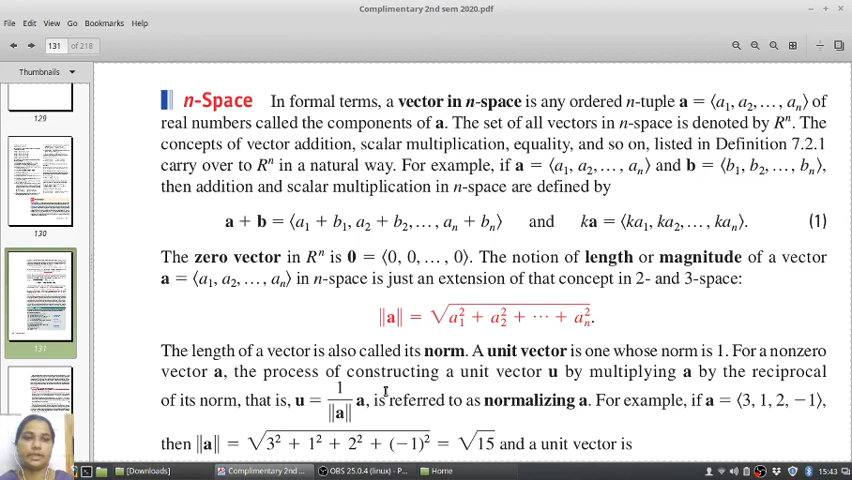 Complimentary 2nd sem 2020.pdf
File Edit View Go Bookmarks Help
131 of 218
Thumbnails
129
130
131
n-Space In formal terms, a vector in n-space is any ordered n-tuple a = ⟨a₁, a₂, . . . , aₙ⟩ of
real numbers called the components of a. The set of all vectors in n-space is denoted by Rⁿ. The
concepts of vector addition, scalar multiplication, equality, and so on, listed in Definition 7.2.1
carry over to Rⁿ in a natural way. For example, if a = ⟨a₁, a₂, . . . , aₙ⟩ and b = ⟨b₁, b₂, . . . , bₙ⟩,
then addition and scalar multiplication in n-space are defined by
a + b = ⟨a₁ + b₁, a₂ + b₂, . . . , aₙ + bₙ⟩ and ka = ⟨ka₁, ka₂, . . . , kaₙ⟩. (1)
The zero vector in Rⁿ is 0 = ⟨0, 0, . . . , 0⟩. The notion of length or magnitude of a vector
a = ⟨a₁, a₂, . . . , aₙ⟩ in n-space is just an extension of that concept in 2- and 3-space:
‖a‖ = √(a₁² + a₂² + ⋯ + aₙ²).
The length of a vector is also called its norm. A unit vector is one whose norm is 1. For a nonzero
vector a, the process of constructing a unit vector u by multiplying a by the reciprocal
of its norm, that is, u = 1/‖a‖ a, is referred to as normalizing a. For example, if a = ⟨3, 1, 2, −1⟩,
then ‖a‖ = √(3² + 1² + 2² + (−1)²) = √15 and a unit vector is
[Downloads] Complimentary 2nd ... OBS 25.0.4 (linux) - P... Home 15:43